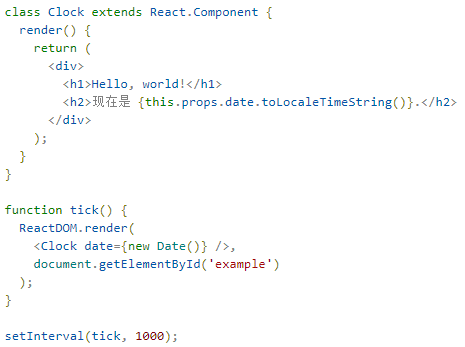 class Clock extends React.Component {
  render() {
    return (
      <div>
        <h1>Hello, world!</h1>
        <h2>现在是 {this.props.date.toLocaleTimeString()}.</h2>
      </div>
    );
  }
}

function tick() {
  ReactDOM.render(
    <Clock date={new Date()} />,
    document.getElementById('example')
  );
}

setInterval(tick, 1000);